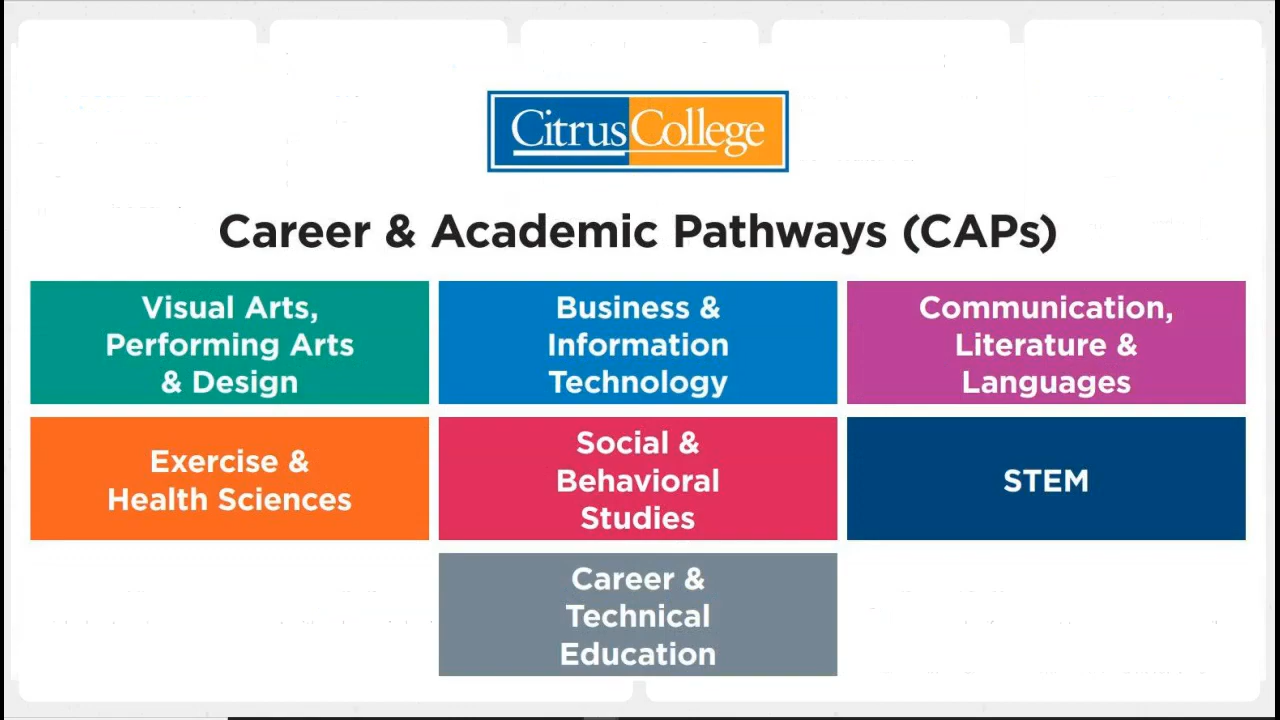 Citrus College
Career & Academic Pathways (CAPs)
Visual Arts,
Performing Arts
& Design
Business &
Information
Technology
Communication,
Literature &
Languages
Exercise &
Health Sciences
Social &
Behavioral
Studies
STEM
Career &
Technical
Education